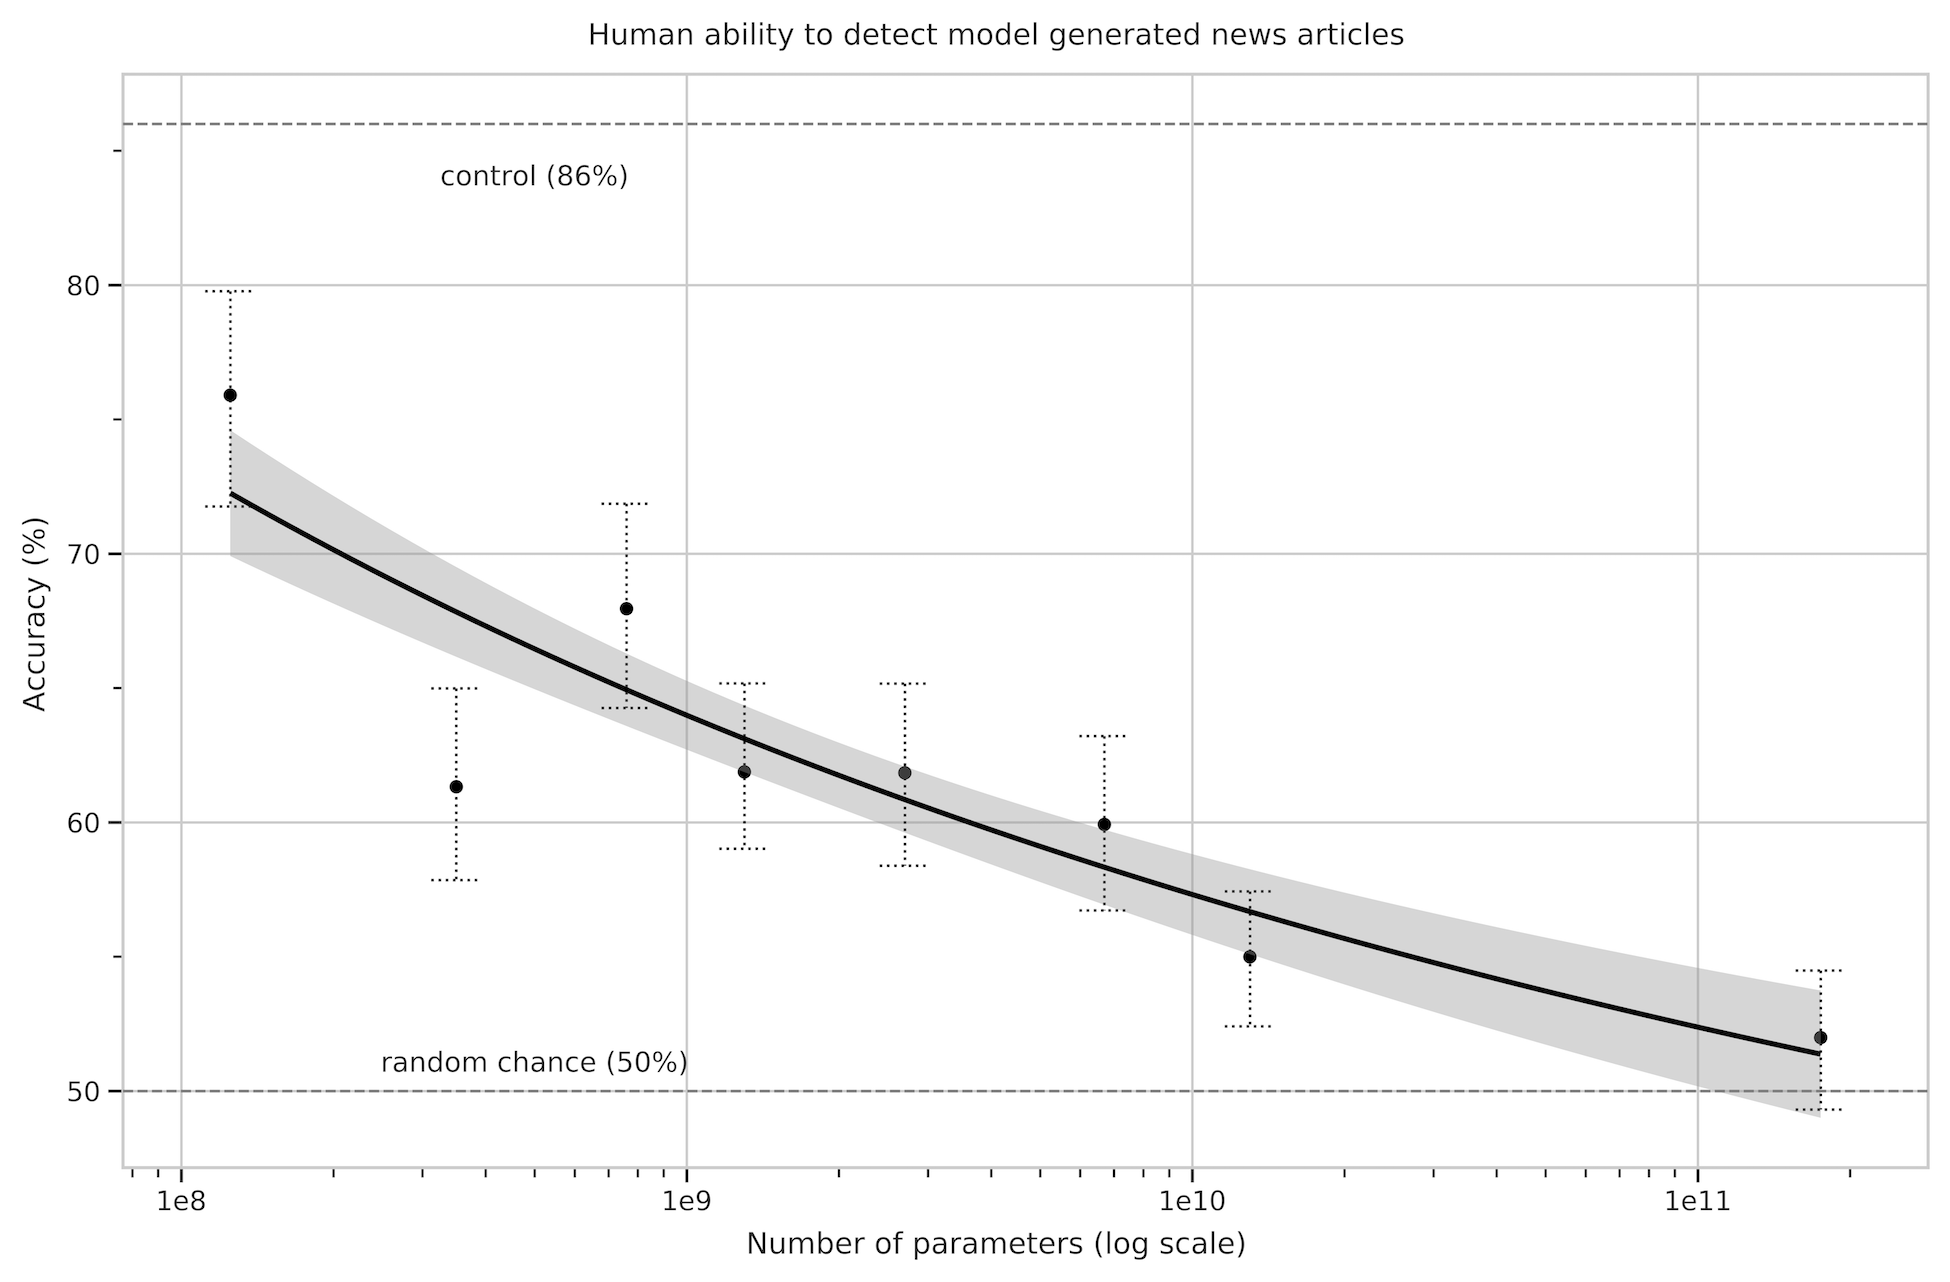 Human ability to detect model generated news articles
control (86%)
80
70
60
random chance (50%)
50
Accuracy (%)
1e8 1e9 1e10 1e11
Number of parameters (log scale)